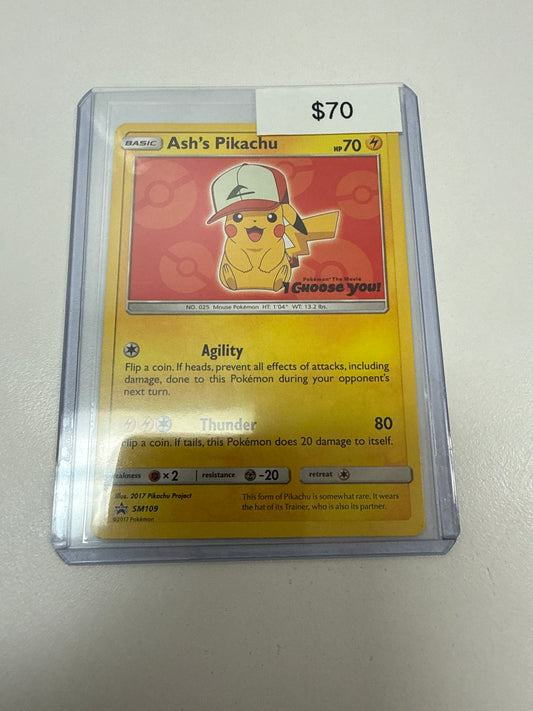 $70
BASIC Ash's Pikachu HP 70
Pokémon The Movie
I Choose You!
NO. 025 Mouse Pokémon HT: 1'04" WT: 13.2 lbs.
Agility
Flip a coin. If heads, prevent all effects of attacks, including
damage, done to this Pokémon during your opponent's
next turn.
Thunder 80
Flip a coin. If tails, this Pokémon does 20 damage to itself.
weakness × 2 resistance -20 retreat
Illus. 2017 Pikachu Project
SM109
©2017 Pokémon
This form of Pikachu is somewhat rare. It wears
the hat of its Trainer, who is also its partner.